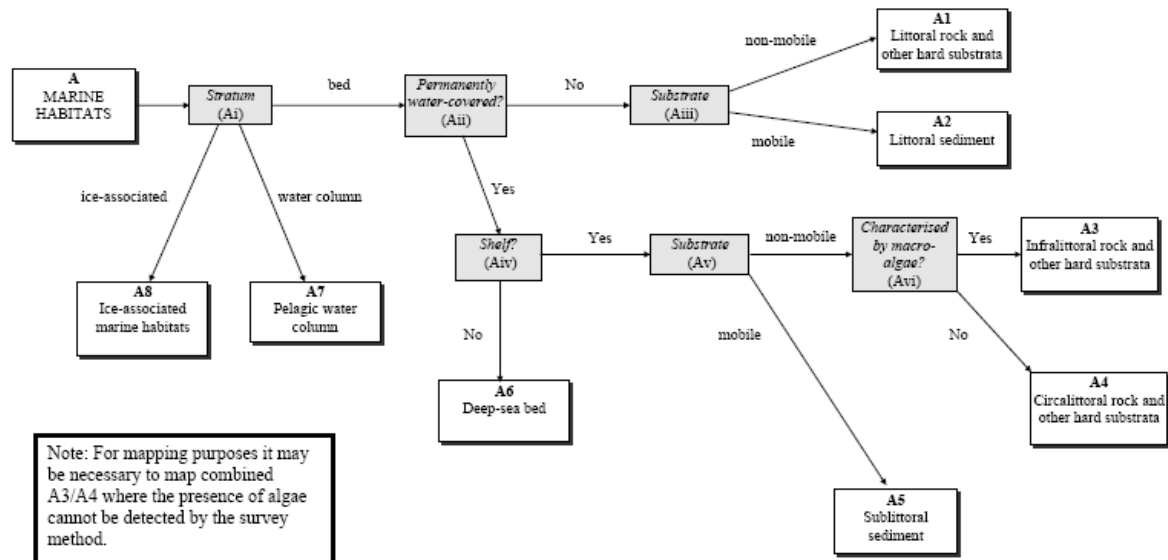 A
MARINE
HABITATS
Stratum
(Ai)
bed
Permanently
water-covered?
(Aii)
No
Substrate
(Aiii)
non-mobile
A1
Littoral rock and
other hard substrata
mobile
A2
Littoral sediment
ice-associated
water column
Yes
A8
Ice-associated
marine habitats
A7
Pelagic water
column
Shelf?
(Aiv)
Yes
Substrate
(Av)
non-mobile
Characterised
by macro-
algae?
(Avi)
Yes
A3
Infralittoral rock and
other hard substrata
No
mobile
No
A6
Deep-sea bed
A4
Circalittoral rock and
other hard substrata
A5
Sublittoral
sediment
Note: For mapping purposes it may
be necessary to map combined
A3/A4 where the presence of algae
cannot be detected by the survey
method.